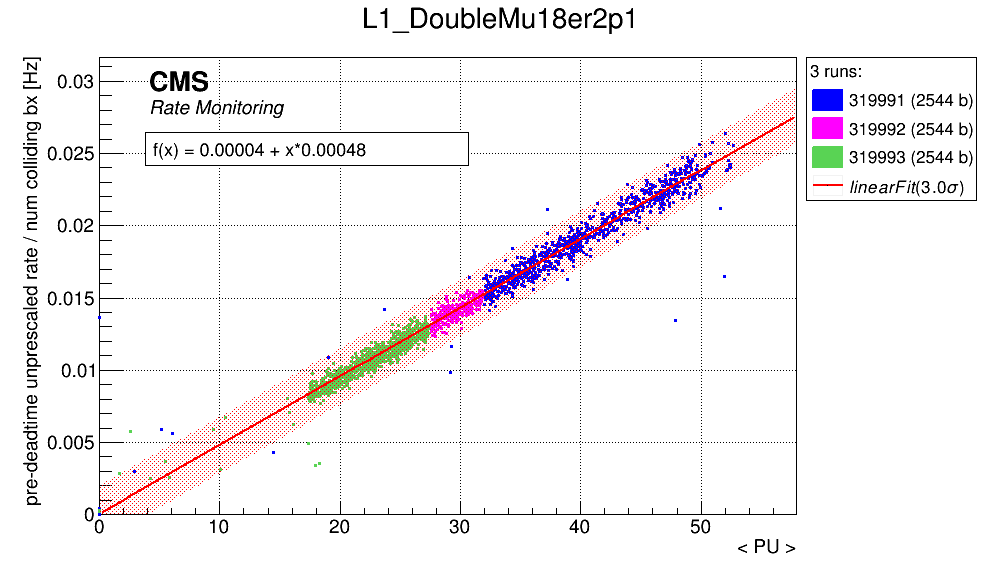 L1_DoubleMu18er2p1
pre-deadtime unprescaled rate / num colliding bx [Hz]
0.03
0.025
0.02
0.015
0.01
0.005
0
CMS
Rate Monitoring
f(x) = 0.00004 + x*0.00048
0 10 20 30 40 50
< PU >
3 runs:
319991 (2544 b)
319992 (2544 b)
319993 (2544 b)
linearFit(3.0σ)